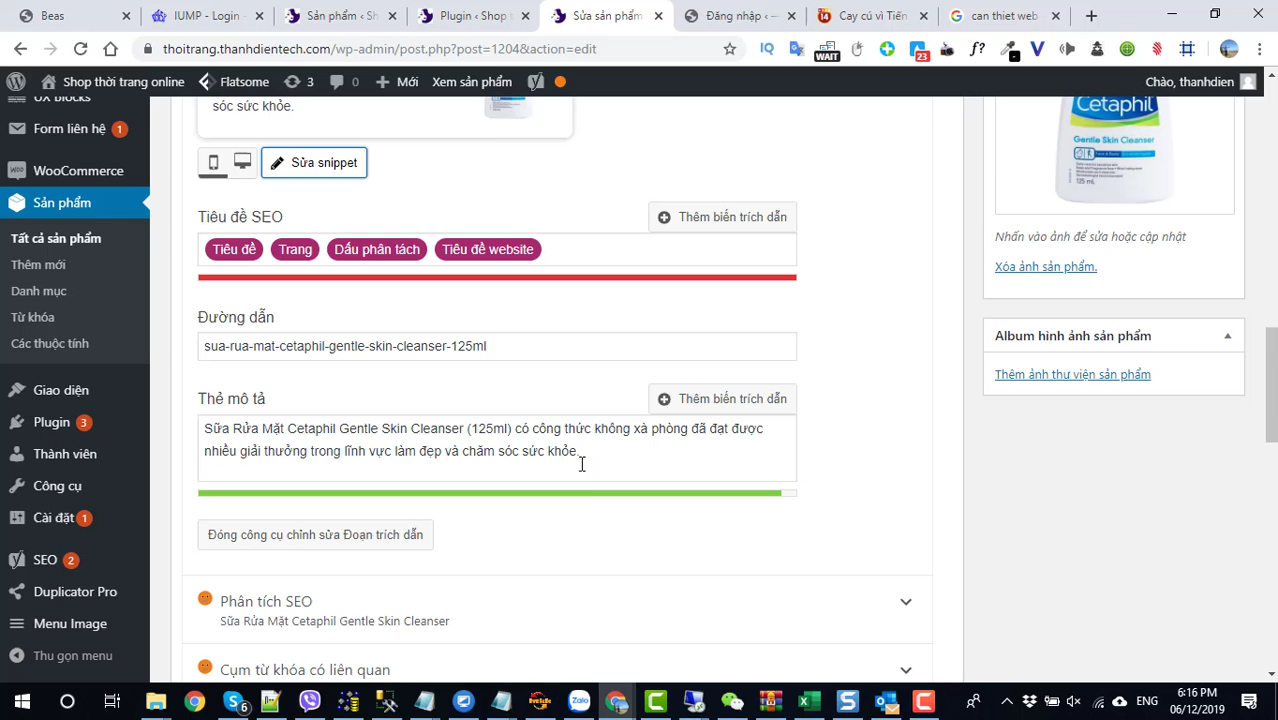 Beas
IUMP - Login -
Sản phẩm ‹ Sh
Plugin ‹ Shop t
Sửa sản phẩm
Đăng nhập ‹ —
Cay cú vì Tiến
can thiet web
thoitrang.thanhdientech.com/wp-admin/post.php?post=1204&action=edit
WAIT
23
f?
Shop thời trang online
Flatsome
3
0
Mới
Xem sản phẩm
Chào, thanhdien
UX Blocks
Form liên hệ 1
WooCommerce
Sản phẩm
Tất cả sản phẩm
Thêm mới
Danh mục
Từ khóa
Các thuộc tính
Giao diện
Plugin 3
Thành viên
Công cụ
Cài đặt 1
SEO 2
Duplicator Pro
Menu Image
Thu gọn menu
sóc sức khỏe.
Sửa snippet
Tiêu đề SEO
Thêm biến trích dẫn
Tiêu đề
Trang
Dấu phân tách
Tiêu đề website
Đường dẫn
sua-rua-mat-cetaphil-gentle-skin-cleanser-125ml
Thẻ mô tả
Thêm biến trích dẫn
Sữa Rửa Mặt Cetaphil Gentle Skin Cleanser (125ml) có công thức không xà phòng đã đạt được
nhiều giải thưởng trong lĩnh vực làm đẹp và chăm sóc sức khỏe.
Đóng công cụ chỉnh sửa Đoạn trích dẫn
Phân tích SEO
Sữa Rửa Mặt Cetaphil Gentle Skin Cleanser
Cụm từ khóa có liên quan
Cetaphil
Gentle Skin Cleanser
125 mL
Nhấn vào ảnh để sửa hoặc cập nhật
Xóa ảnh sản phẩm.
Album hình ảnh sản phẩm
Thêm ảnh thư viện sản phẩm
6
Zalo
ENG
6:16 PM
06/12/2019